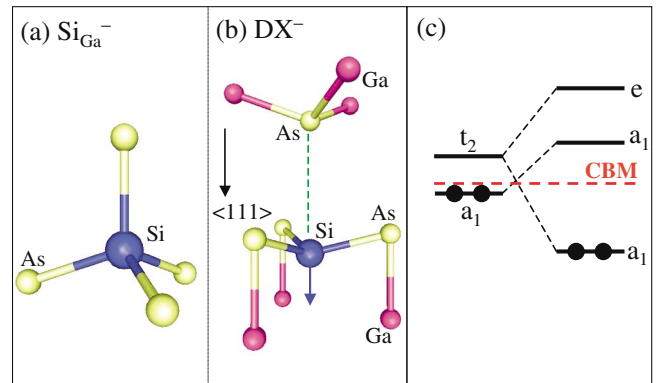 (a) Si_Ga^-
Si
As
(b) DX^-
Ga
As
<111>
Si
As
Ga
(c)
e
t_2
a_1
CBM
a_1
a_1